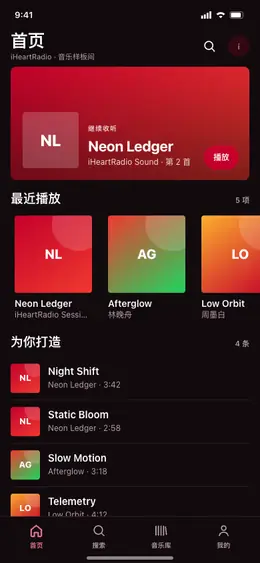 9:41
首页
iHeartRadio · 音乐样板间
i
NL
继续收听
Neon Ledger
iHeartRadio Sound · 第 2 首
播放
最近播放
5 项
NL
AG
LO
Neon Ledger
iHeartRadio Sessi...
Afterglow
林晚舟
Low Orbit
周墨白
为你打造
4 条
NL
Night Shift
Neon Ledger · 3:42
NL
Static Bloom
Neon Ledger · 2:58
AG
Slow Motion
Afterglow · 3:18
LO
Telemetry
Low Orbit · 4:12
首页
搜索
音乐库
我的